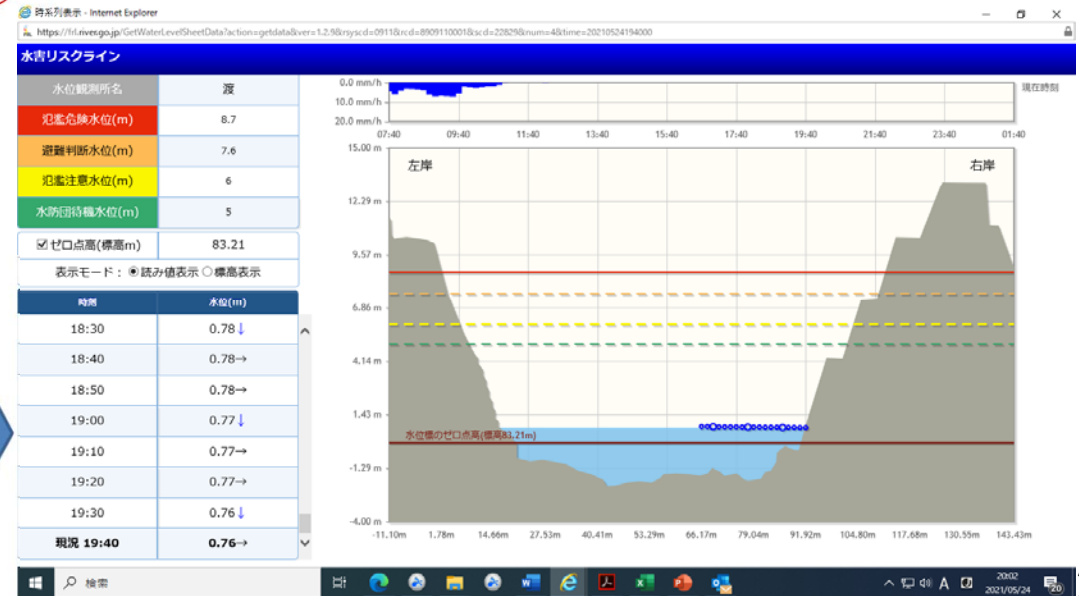 時系列表示 - Internet Explorer
https://frl.river.go.jp/GetWaterLevelSheetData?action=getdata&ver=1.2.9&rsyscd=0911&rcd=8909110001&scd=22829&num=4&time=20210524194000
水害リスクライン
水位観測所名 渡
氾濫危険水位(m) 8.7
避難判断水位(m) 7.6
氾濫注意水位(m) 6
水防団待機水位(m) 5
ゼロ点高(標高m) 83.21
表示モード： 読み値表示 標高表示
時刻 水位(m)
18:30 0.78↓
18:40 0.78→
18:50 0.78→
19:00 0.77↓
19:10 0.77→
19:20 0.77→
19:30 0.76↓
現況 19:40 0.76→
0.0 mm/h
10.0 mm/h
20.0 mm/h
現在時刻
07:40 09:40 11:40 13:40 15:40 17:40 19:40 21:40 23:40 01:40
15.00 m
左岸 右岸
12.29 m
9.57 m
6.86 m
4.14 m
1.43 m
水位標のゼロ点高(標高83.21m)
-1.29 m
-4.00 m
-11.10m 1.78m 14.66m 27.53m 40.41m 53.29m 66.17m 79.04m 91.92m 104.80m 117.68m 130.55m 143.43m
検索
A
20:02
2021/05/24
20